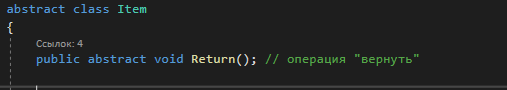 abstract class Item
{
Ссылок: 4
public abstract void Return(); // операция "вернуть"